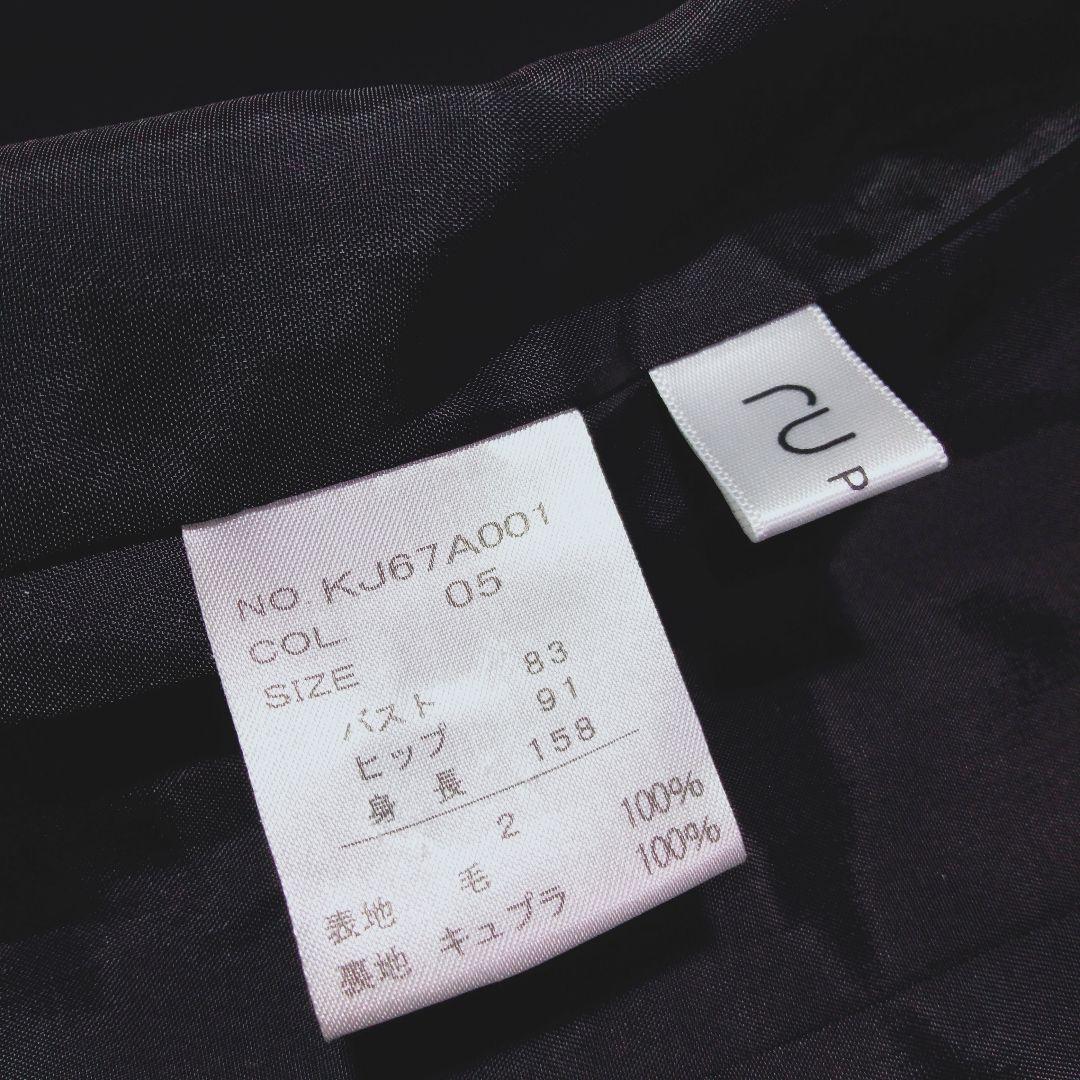 NO. KJ67A001
COL 05
SIZE
バスト 83
ヒップ 91
身 長 158
2
表地 毛 100%
裏地 キュプラ 100%
ru
P